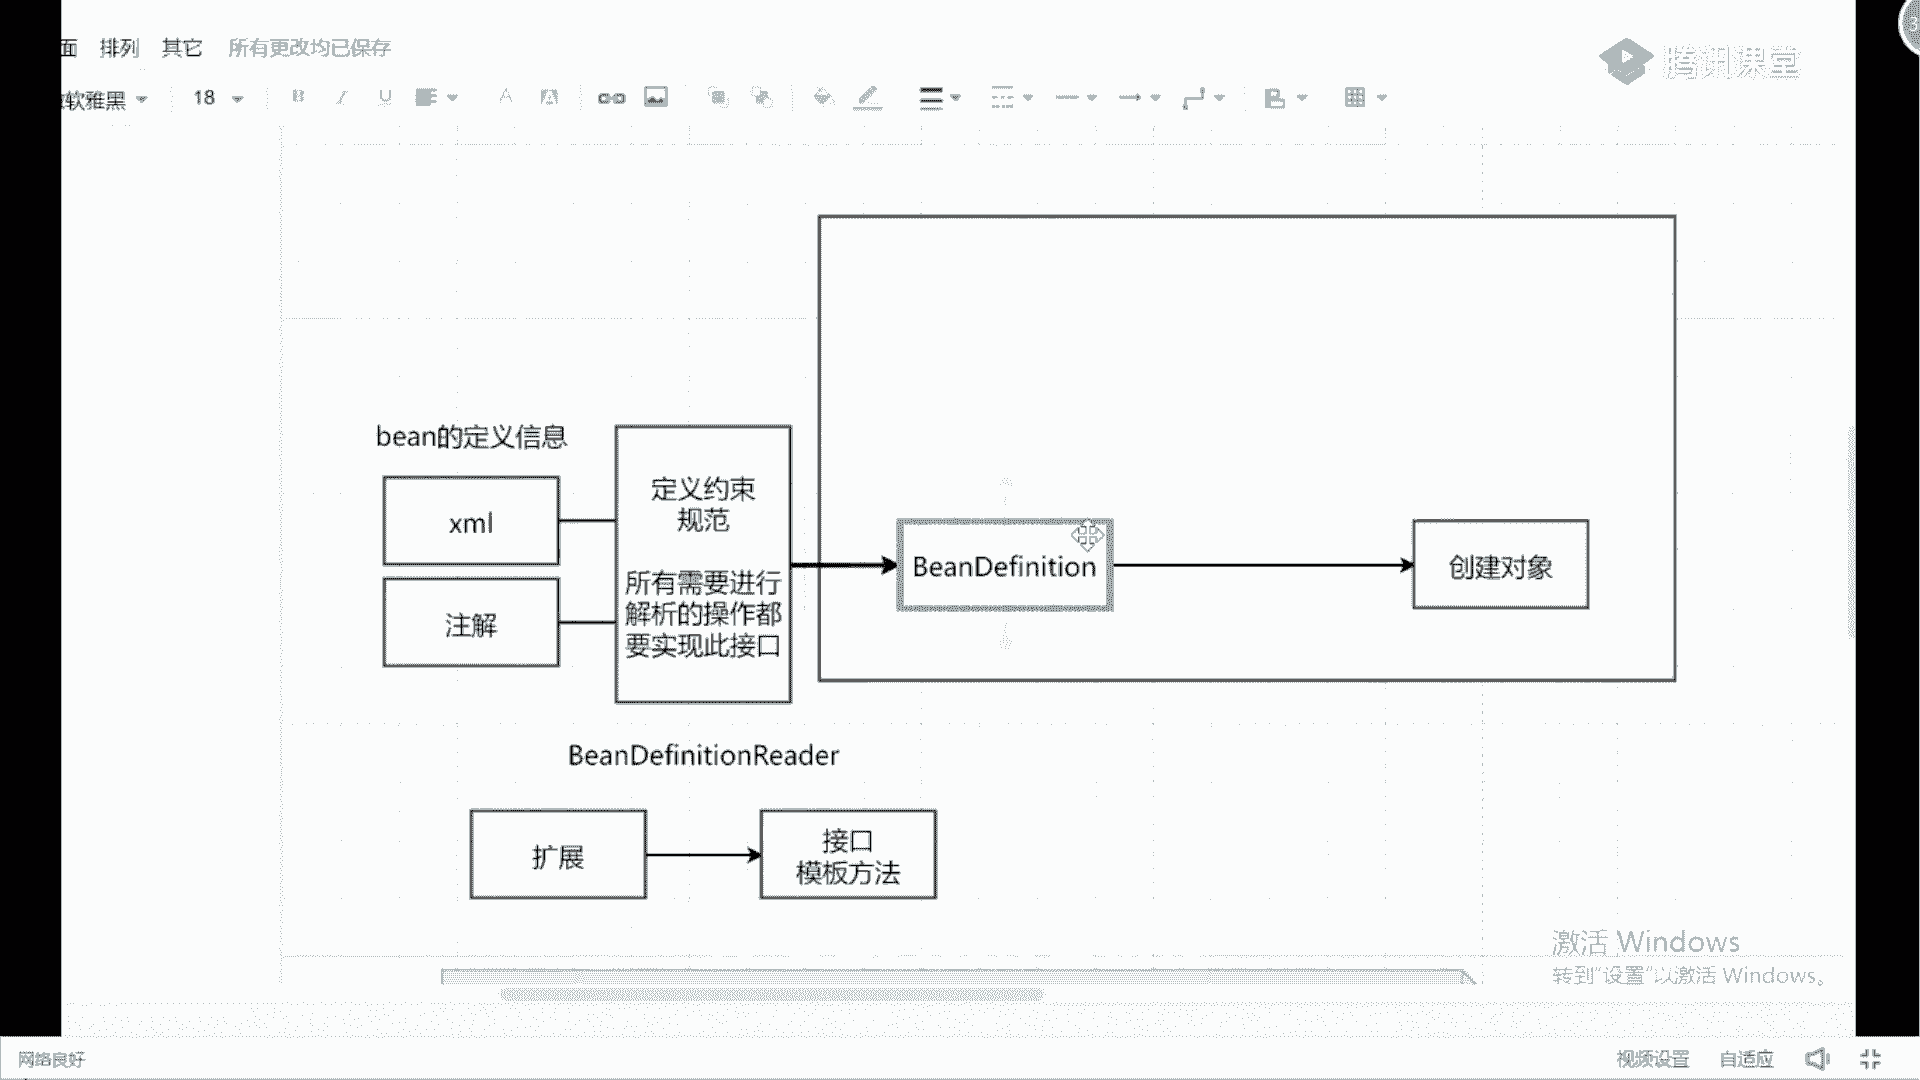 面 排列 其它 所有更改均已保存
腾讯课堂
软雅黑 18
bean的定义信息
xml
注解
定义约束
规范
所有需要进行
解析的操作都
要实现此接口
BeanDefinition
创建对象
BeanDefinitionReader
扩展
接口
模板方法
激活 Windows
转到"设置"以激活 Windows。
网络良好 视频设置 自适应